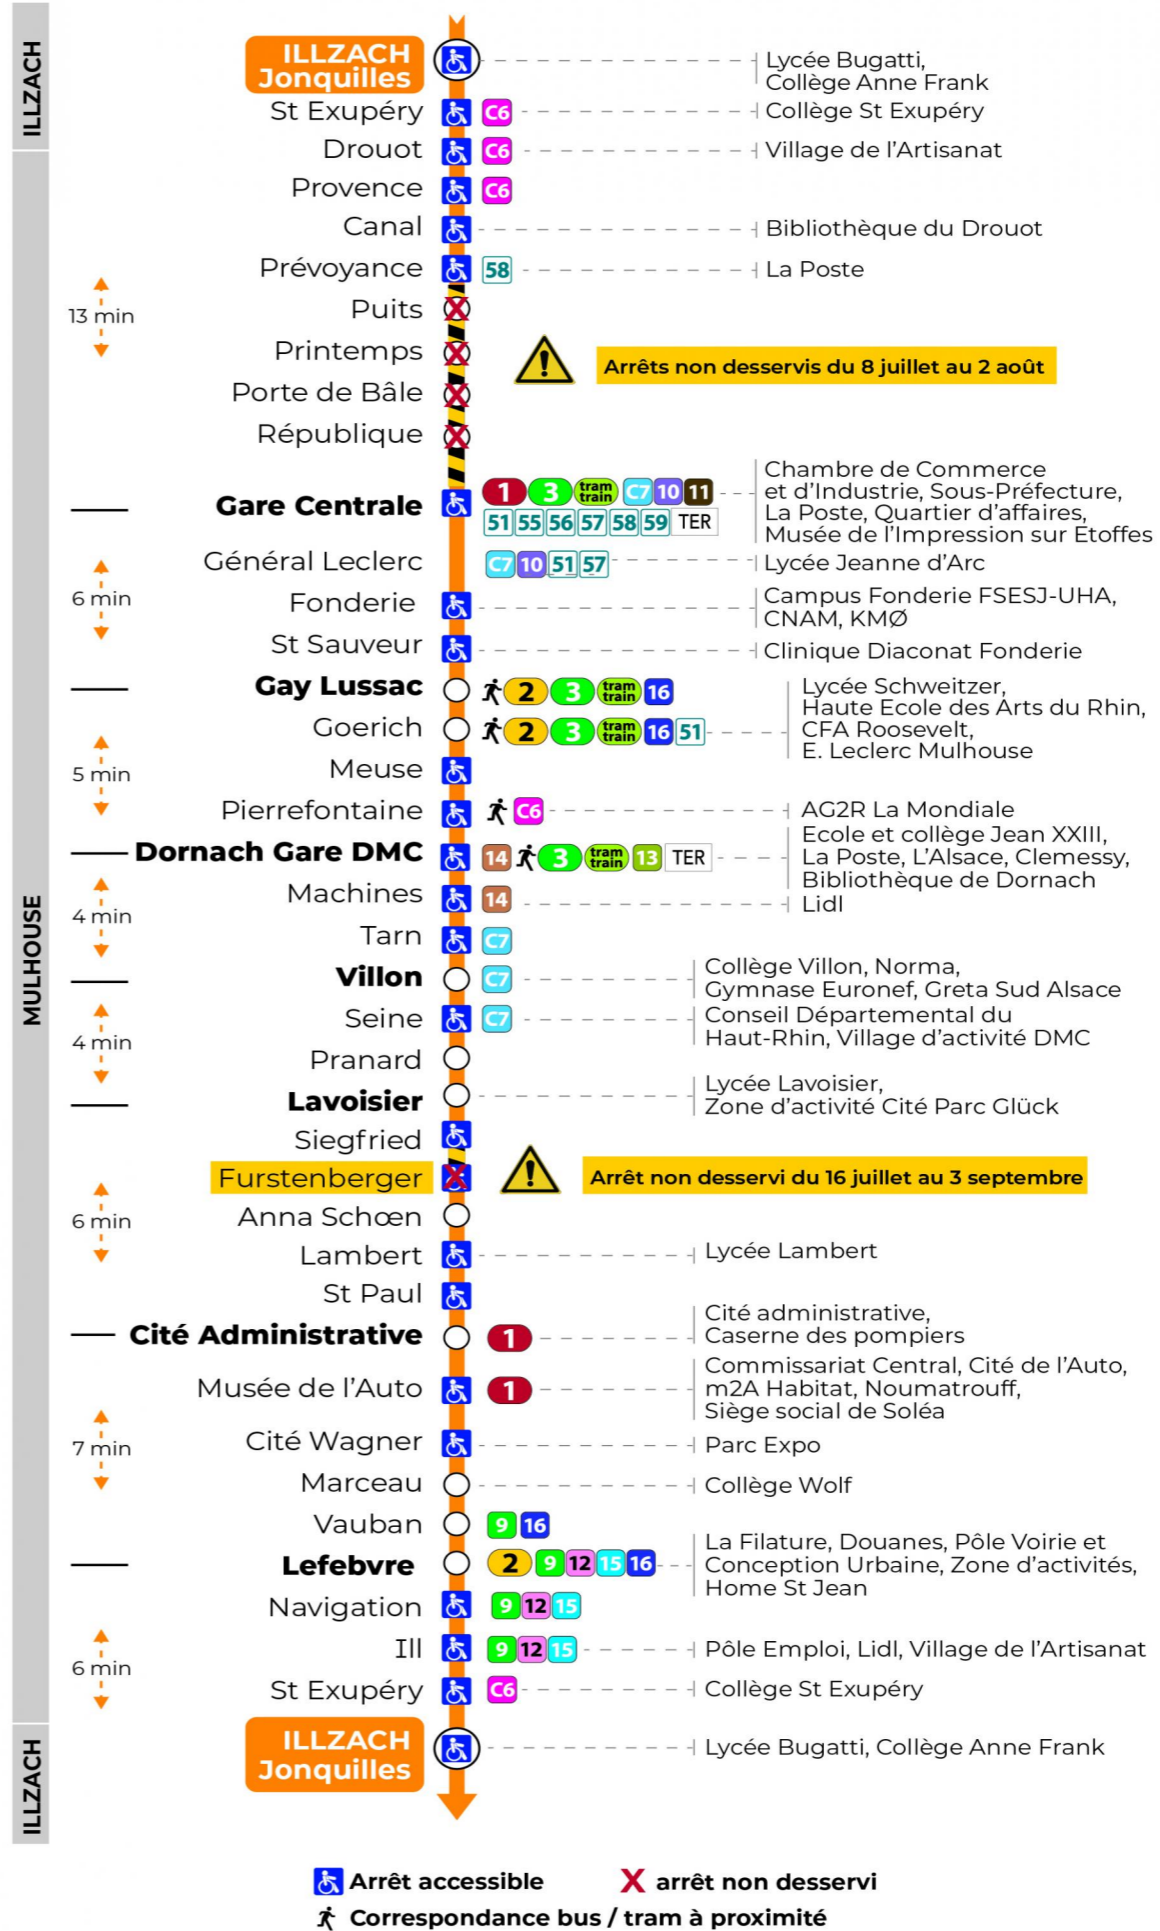 ILLZACH
ILLZACH
Jonquilles
Lycée Bugatti,
Collège Anne Frank
St Exupéry C6 Collège St Exupéry
MULHOUSE
Drouot C6 Village de l'Artisanat
Provence C6
Canal Bibliothèque du Drouot
Prévoyance 58 La Poste
13 min
Puits
Printemps
Arrêts non desservis du 8 juillet au 2 août
Porte de Bâle
République
Gare Centrale 1 3 tram train C7 10 11
51 55 56 57 58 59 TER
Chambre de Commerce
et d'Industrie, Sous-Préfecture,
La Poste, Quartier d'affaires,
Musée de l'Impression sur Etoffes
Général Leclerc C7 10 51 57 Lycée Jeanne d'Arc
6 min
Fonderie
Campus Fonderie FSESJ-UHA,
CNAM, KMØ
St Sauveur Clinique Diaconat Fonderie
Gay Lussac 2 3 tram train 16
Goerich 2 3 tram train 16 51
Lycée Schweitzer,
Haute Ecole des Arts du Rhin,
CFA Roosevelt,
E. Leclerc Mulhouse
5 min
Meuse
Pierrefontaine C6 AG2R La Mondiale
Dornach Gare DMC 14 3 tram train 13 TER
Ecole et collège Jean XXIII,
La Poste, L'Alsace, Clemessy,
Bibliothèque de Dornach
4 min
Machines 14 Lidl
Tarn C7
Villon C7
Collège Villon, Norma,
Gymnase Euronef, Greta Sud Alsace
4 min
Seine C7
Conseil Départemental du
Haut-Rhin, Village d'activité DMC
Pranard
Lavoisier
Lycée Lavoisier,
Zone d'activité Cité Parc Glück
Siegfried
Furstenberger
Arrêt non desservi du 16 juillet au 3 septembre
6 min
Anna Schœn
Lambert Lycée Lambert
St Paul
Cité Administrative 1
Cité administrative,
Caserne des pompiers
Musée de l'Auto 1
Commissariat Central, Cité de l'Auto,
m2A Habitat, Noumatrouff,
Siège social de Soléa
7 min
Cité Wagner Parc Expo
Marceau Collège Wolf
Vauban 9 16
Lefebvre 2 9 12 15 16
La Filature, Douanes, Pôle Voirie et
Conception Urbaine, Zone d'activités,
Home St Jean
Navigation 9 12 15
6 min
Ill 9 12 15 Pôle Emploi, Lidl, Village de l'Artisanat
St Exupéry C6 Collège St Exupéry
ILLZACH
ILLZACH
Jonquilles
Lycée Bugatti, Collège Anne Frank
Arrêt accessible X arrêt non desservi
Correspondance bus / tram à proximité